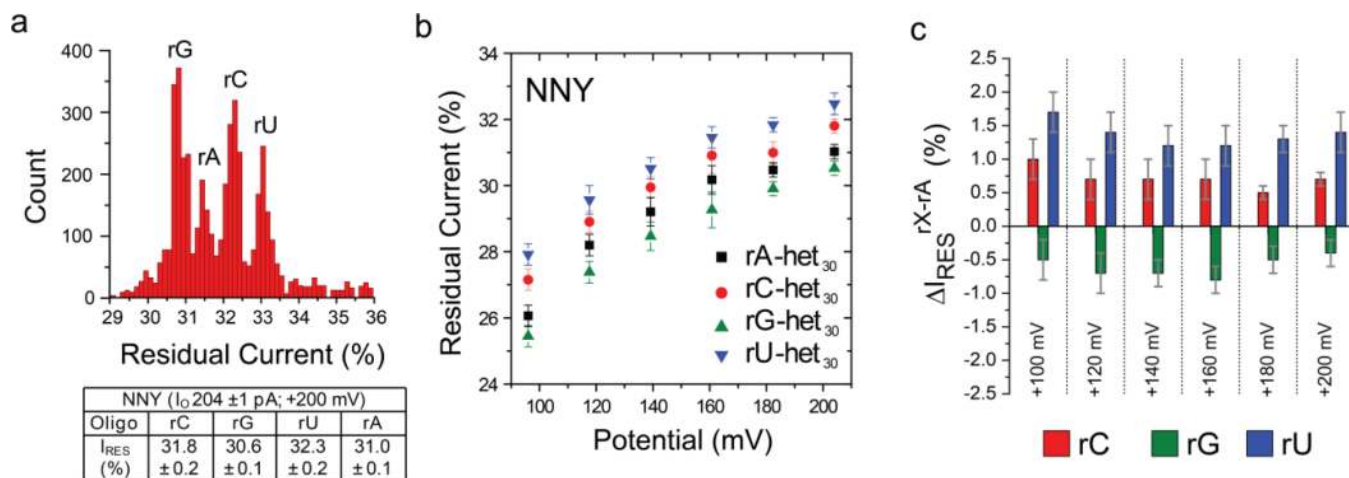 a
rG
rA
rC
rU
400
300
200
100
0
Count
29 30 31 32 33 34 35 36
Residual Current (%)
NNY (IO 204 ±1 pA; +200 mV)
Oligo rC rG rU rA
IRES (%) 31.8 ± 0.2 30.6 ± 0.1 32.3 ± 0.2 31.0 ± 0.1
b
NNY
34
32
30
28
26
24
Residual Current (%)
rA-het30
rC-het30
rG-het30
rU-het30
100 120 140 160 180 200
Potential (mV)
c
2.5
2.0
1.5
1.0
0.5
0.0
-0.5
-1.0
-1.5
-2.0
-2.5
ΔIRES rX-rA (%)
+100 mV
+120 mV
+140 mV
+160 mV
+180 mV
+200 mV
rC rG rU